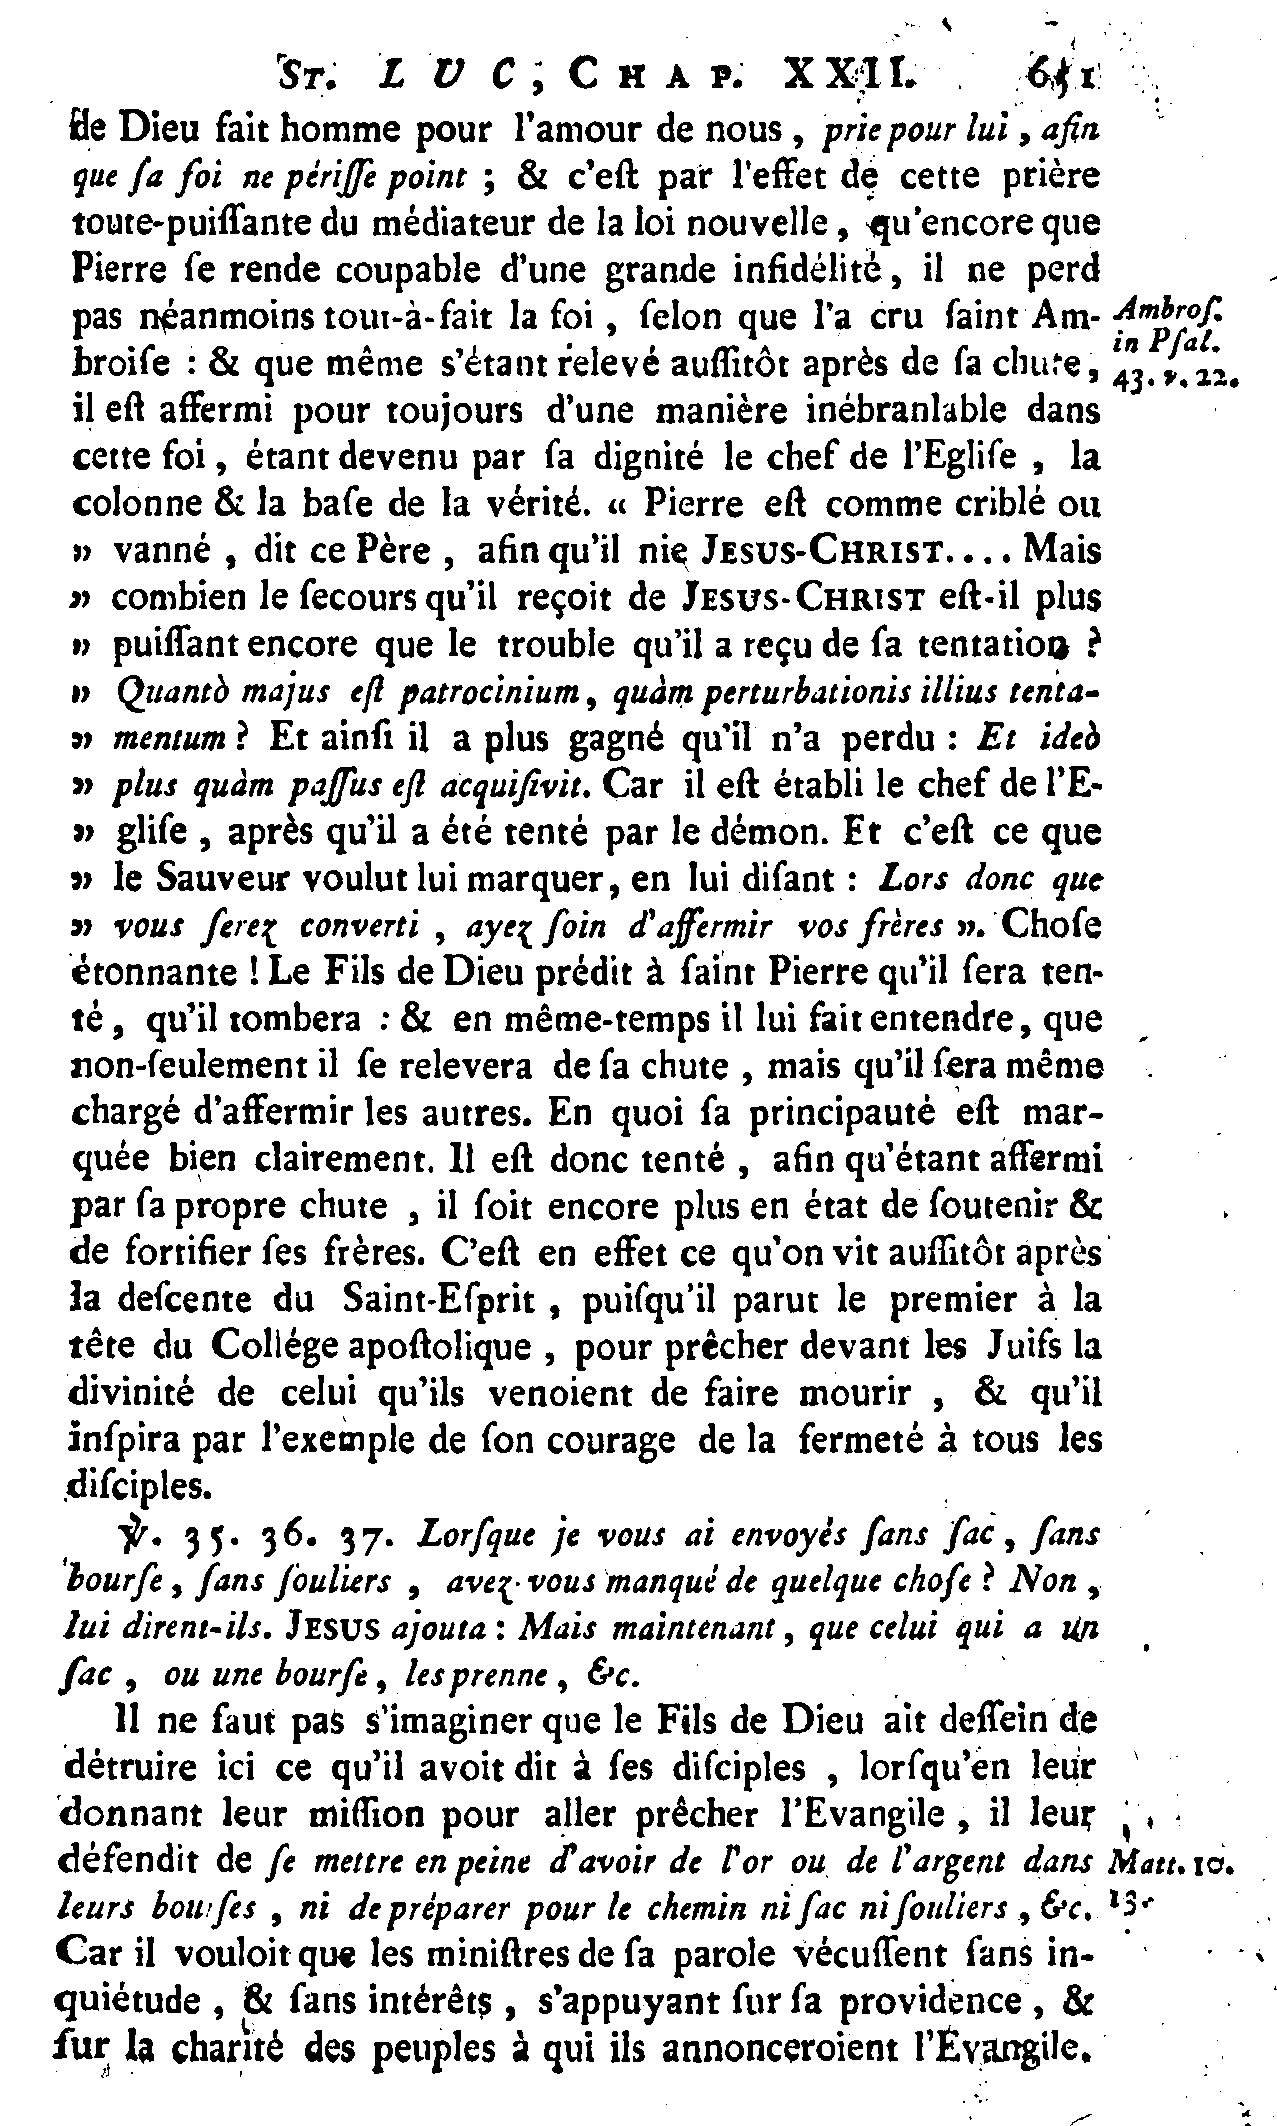 ST. LUC, CHAP. XXII. 651
de Dieu fait homme pour l'amour de nous, prie pour lui, afin
que ſa foi ne périſſe point ; & c'eſt par l'effet de cette prière
toute-puiſſante du médiateur de la loi nouvelle, qu'encore que
Pierre ſe rende coupable d'une grande infidélité, il ne perd
pas néanmoins tout-à-fait la foi, ſelon que l'a cru ſaint Am-
broiſe : & que même s'étant relevé auſſitôt après de ſa chute,
Ambroſ.
in Pſal.
43. v. 22.
il eſt affermi pour toujours d'une manière inébranlable dans
cette foi, étant devenu par ſa dignité le chef de l'Egliſe, la
colonne & la baſe de la vérité. « Pierre eſt comme criblé ou
» vanné, dit ce Père, afin qu'il nie JESUS-CHRIST.... Mais
» combien le ſecours qu'il reçoit de JESUS-CHRIST eſt-il plus
» puiſſant encore que le trouble qu'il a reçu de ſa tentation ?
» Quantò majus eſt patrocinium, quàm perturbationis illius tenta-
» mentum ? Et ainſi il a plus gagné qu'il n'a perdu : Et ideò
» plus quàm paſſus eſt acquiſivit. Car il eſt établi le chef de l'E-
» gliſe, après qu'il a été tenté par le démon. Et c'eſt ce que
» le Sauveur voulut lui marquer, en lui diſant : Lors donc que
» vous ſerez converti, ayez ſoin d'affermir vos frères ». Choſe
étonnante ! Le Fils de Dieu prédit à ſaint Pierre qu'il ſera ten-
té, qu'il tombera : & en même-temps il lui fait entendre, que
non-ſeulement il ſe relevera de ſa chute, mais qu'il ſera même
chargé d'affermir les autres. En quoi ſa principauté eſt mar-
quée bien clairement. Il eſt donc tenté, afin qu'étant affermi
par ſa propre chute, il ſoit encore plus en état de ſoutenir &
de fortifier ſes frères. C'eſt en effet ce qu'on vit auſſitôt après
la deſcente du Saint-Eſprit, puiſqu'il parut le premier à la
tête du Collége apoſtolique, pour prêcher devant les Juifs la
divinité de celui qu'ils venoient de faire mourir, & qu'il
inſpira par l'exemple de ſon courage de la fermeté à tous les
diſciples.
℣. 35. 36. 37. Lorſque je vous ai envoyés ſans ſac, ſans
bourſe, ſans ſouliers, avez-vous manqué de quelque choſe ? Non,
lui dirent-ils. JESUS ajouta : Mais maintenant, que celui qui a un
ſac, ou une bourſe, les prenne, &c.
Il ne faut pas s'imaginer que le Fils de Dieu ait deſſein de
détruire ici ce qu'il avoit dit à ſes diſciples, lorſqu'en leur
donnant leur miſſion pour aller prêcher l'Evangile, il leur
défendit de ſe mettre en peine d'avoir de l'or ou de l'argent dans
leurs bourſes, ni de préparer pour le chemin ni ſac ni ſouliers, &c.
Matt. 10.
13.
Car il vouloit que les miniſtres de ſa parole vécuſſent ſans in-
quiétude, & ſans intérêts, s'appuyant ſur ſa providence, &
ſur la charité des peuples à qui ils annonceroient l'Évangile.